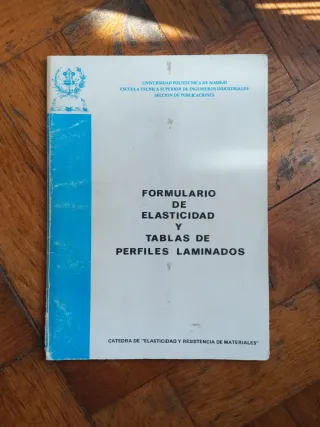 UNIVERSIDAD POLITECNICA DE MADRID
ESCUELA TECNICA SUPERIOR DE INGENIEROS INDUSTRIALES
SECCION DE PUBLICACIONES
FORMULARIO
DE
ELASTICIDAD
Y
TABLAS DE
PERFILES LAMINADOS
CATEDRA DE "ELASTICIDAD Y RESISTENCIA DE MATERIALES"